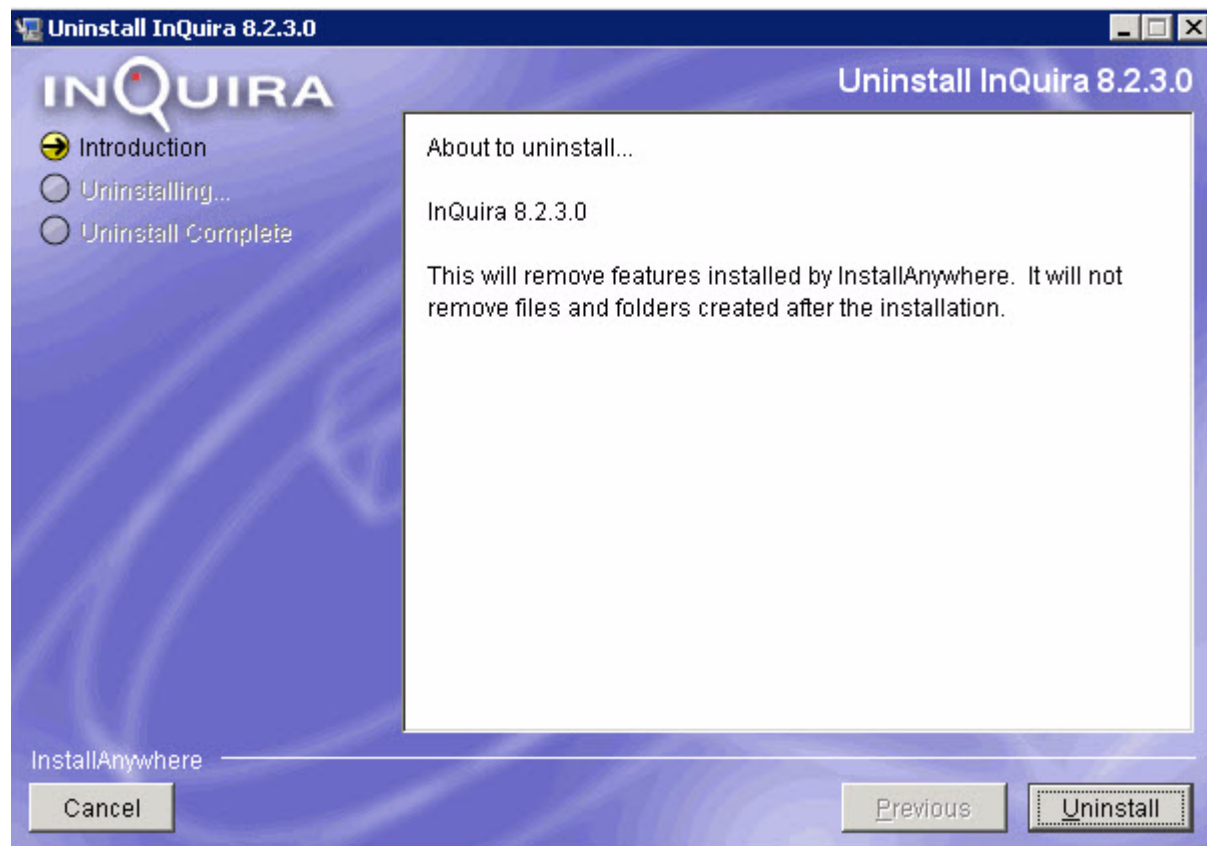 Uninstall InQuira 8.2.3.0
INQUIRA
Uninstall InQuira 8.2.3.0
Introduction
Uninstalling...
Uninstall Complete
About to uninstall...
InQuira 8.2.3.0
This will remove features installed by InstallAnywhere.  It will not
remove files and folders created after the installation.
InstallAnywhere
Cancel
Previous
Uninstall